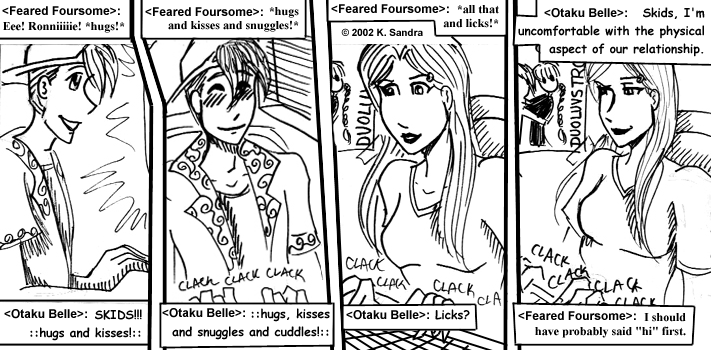 <Feared Foursome>:
Eee! Ronniiiiie! *hugs!*
<Otaku Belle>: SKIDS!!!
::hugs and kisses!::
<Feared Foursome>: *hugs
and kisses and snuggles!*
CLACK CLACK CLACK
<Otaku Belle>: ::hugs, kisses
and snuggles and cuddles!::
<Feared Foursome>: *all that
and licks!*
© 2002 K. Sandra
CLACK
CLACK
CLACK
CLA
<Otaku Belle>: Licks?
<Otaku Belle>: Skids, I'm
uncomfortable with the physical
aspect of our relationship.
CLACK
CLACK
CLACK
CLACK
<Feared Foursome>: I should
have probably said "hi" first.